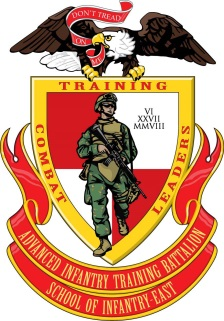 DON'T TREAD
ON
ME
TRAINING
COMBAT
LEADERS
VI
XXVII
MMVIII
ADVANCED INFANTRY TRAINING BATTALION
SCHOOL OF INFANTRY-EAST